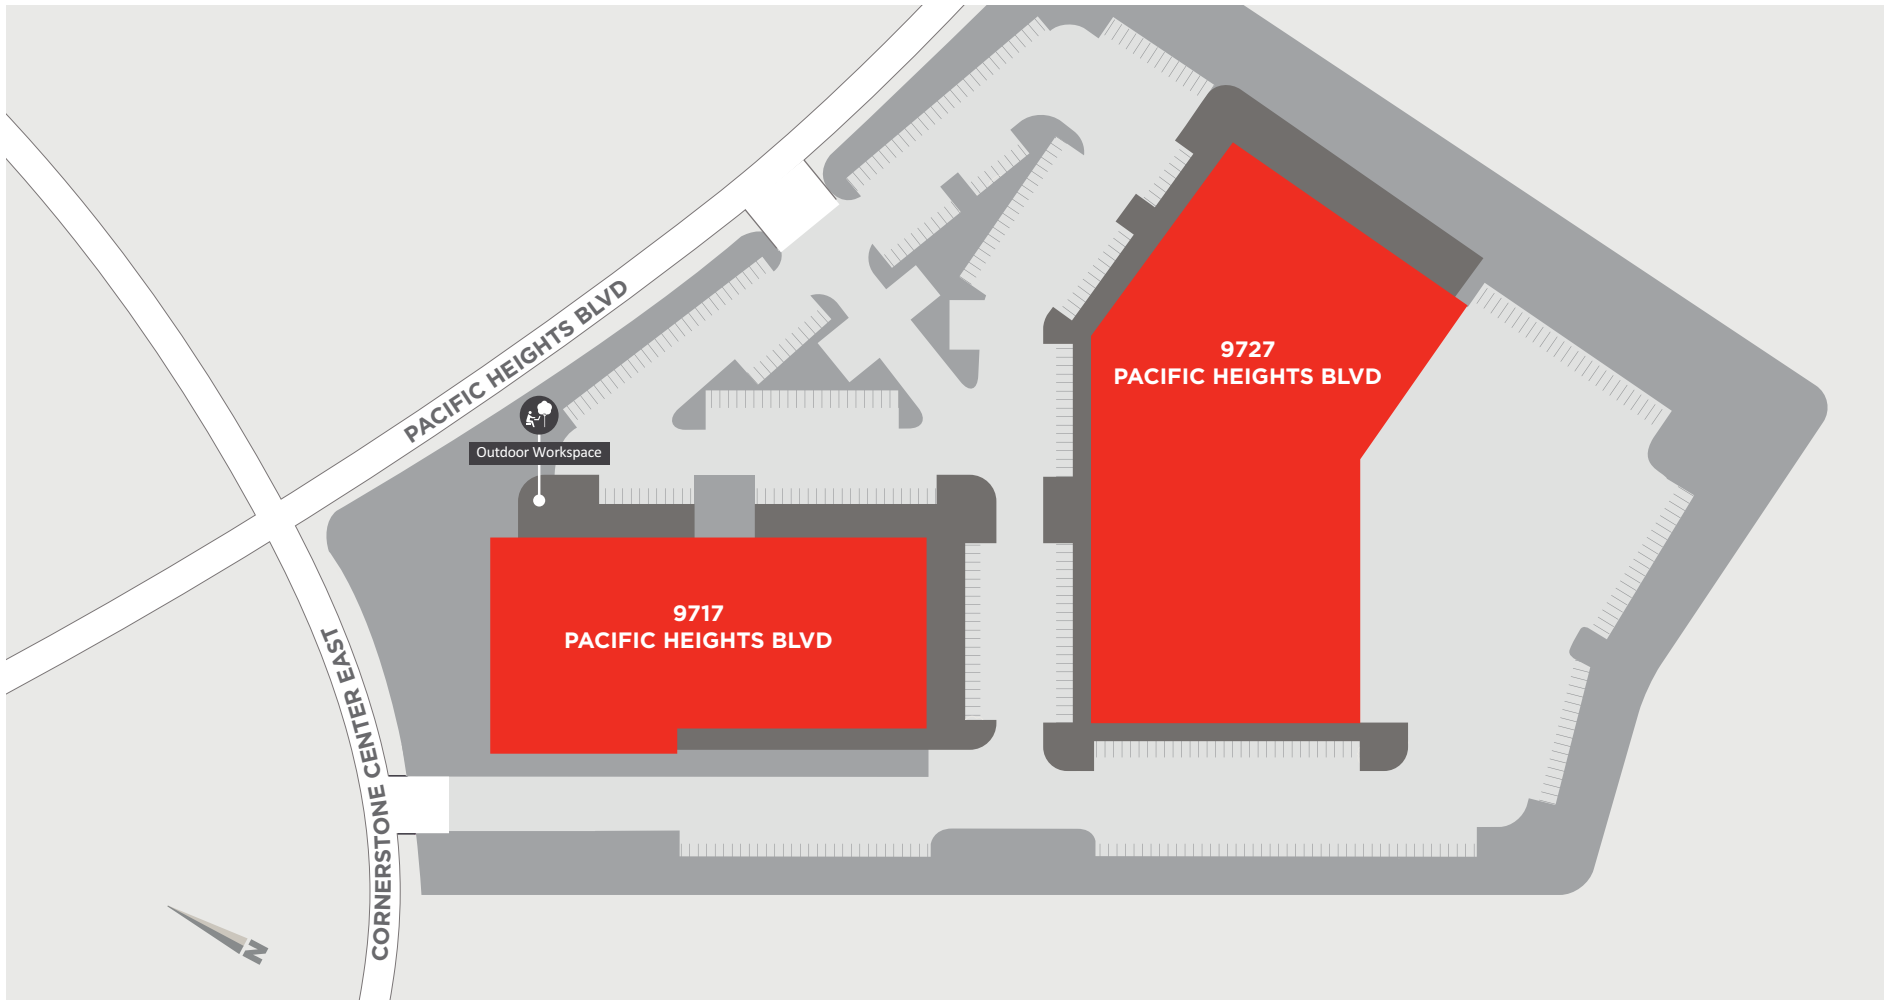 PACIFIC HEIGHTS BLVD
9727
PACIFIC HEIGHTS BLVD
Outdoor Workspace
9717
PACIFIC HEIGHTS BLVD
CORNERSTONE CENTER EAST
N